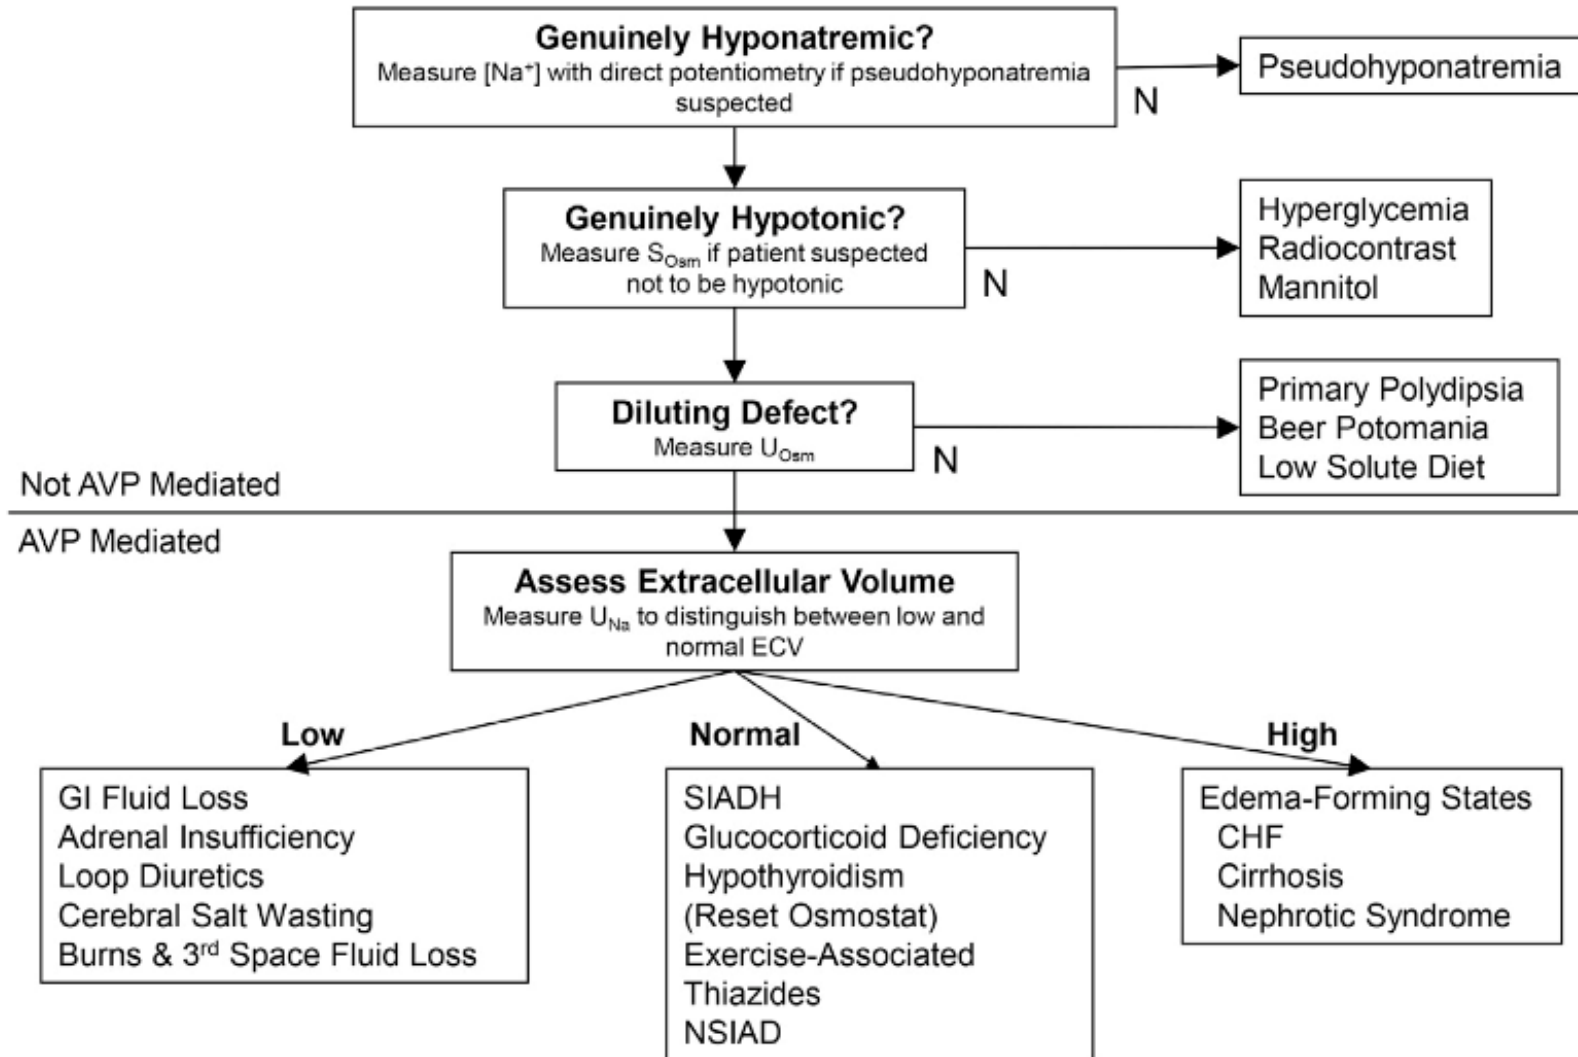 Genuinely Hyponatremic?
Measure [Na⁺] with direct potentiometry if pseudohyponatremia
suspected
N
Pseudohyponatremia
Genuinely Hypotonic?
Measure S_Osm if patient suspected
not to be hypotonic
N
Hyperglycemia
Radiocontrast
Mannitol
Diluting Defect?
Measure U_Osm
N
Primary Polydipsia
Beer Potomania
Low Solute Diet
Not AVP Mediated
AVP Mediated
Assess Extracellular Volume
Measure U_Na to distinguish between low and
normal ECV
Low
Normal
High
GI Fluid Loss
Adrenal Insufficiency
Loop Diuretics
Cerebral Salt Wasting
Burns & 3rd Space Fluid Loss
SIADH
Glucocorticoid Deficiency
Hypothyroidism
(Reset Osmostat)
Exercise-Associated
Thiazides
NSIAD
Edema-Forming States
CHF
Cirrhosis
Nephrotic Syndrome